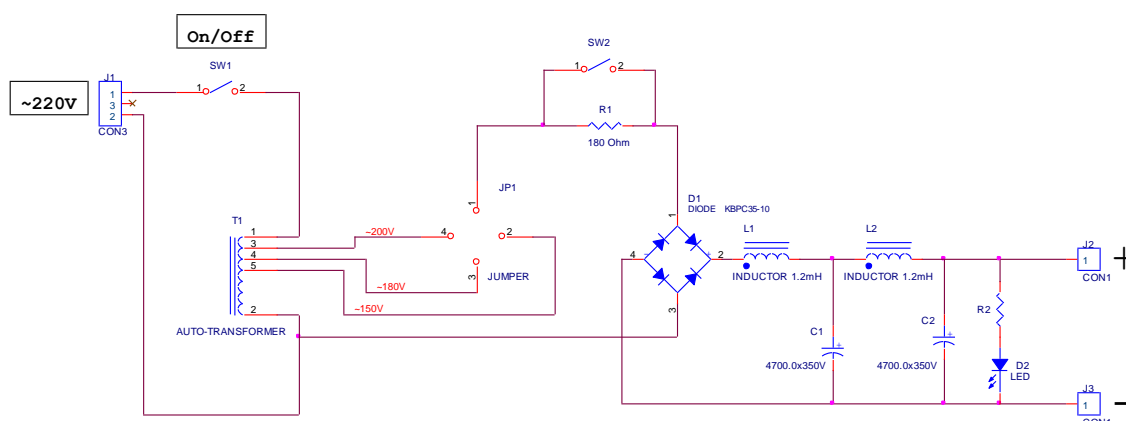 On/Off
SW1
1 2
~220V
J1
1
3
2
CON3
SW2
1 2
R1
180 Ohm
JP1
1
4
2
3
JUMPER
T1
1
3
4
5
2
~200V
~180V
~150V
AUTO-TRANSFORMER
D1
DIODE KBPC35-10
1
4
2
3
L1
INDUCTOR 1.2mH
L2
INDUCTOR 1.2mH
C1
+
4700.0x350V
C2
+
4700.0x350V
R2
D2
LED
J2
1
CON1
+
J3
1
CON1
-